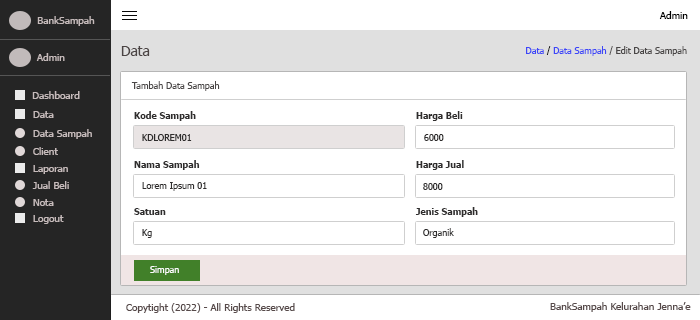 BankSampah
Admin
Admin
Dashboard
Data
Data Sampah
Client
Laporan
Jual Beli
Nota
Logout
Data
Data / Data Sampah / Edit Data Sampah
Tambah Data Sampah
Kode Sampah
KDLOREM01
Harga Beli
6000
Nama Sampah
Lorem Ipsum 01
Harga Jual
8000
Satuan
Kg
Jenis Sampah
Organik
Simpan
Copyright (2022) - All Rights Reserved
BankSampah Kelurahan Jenna'e